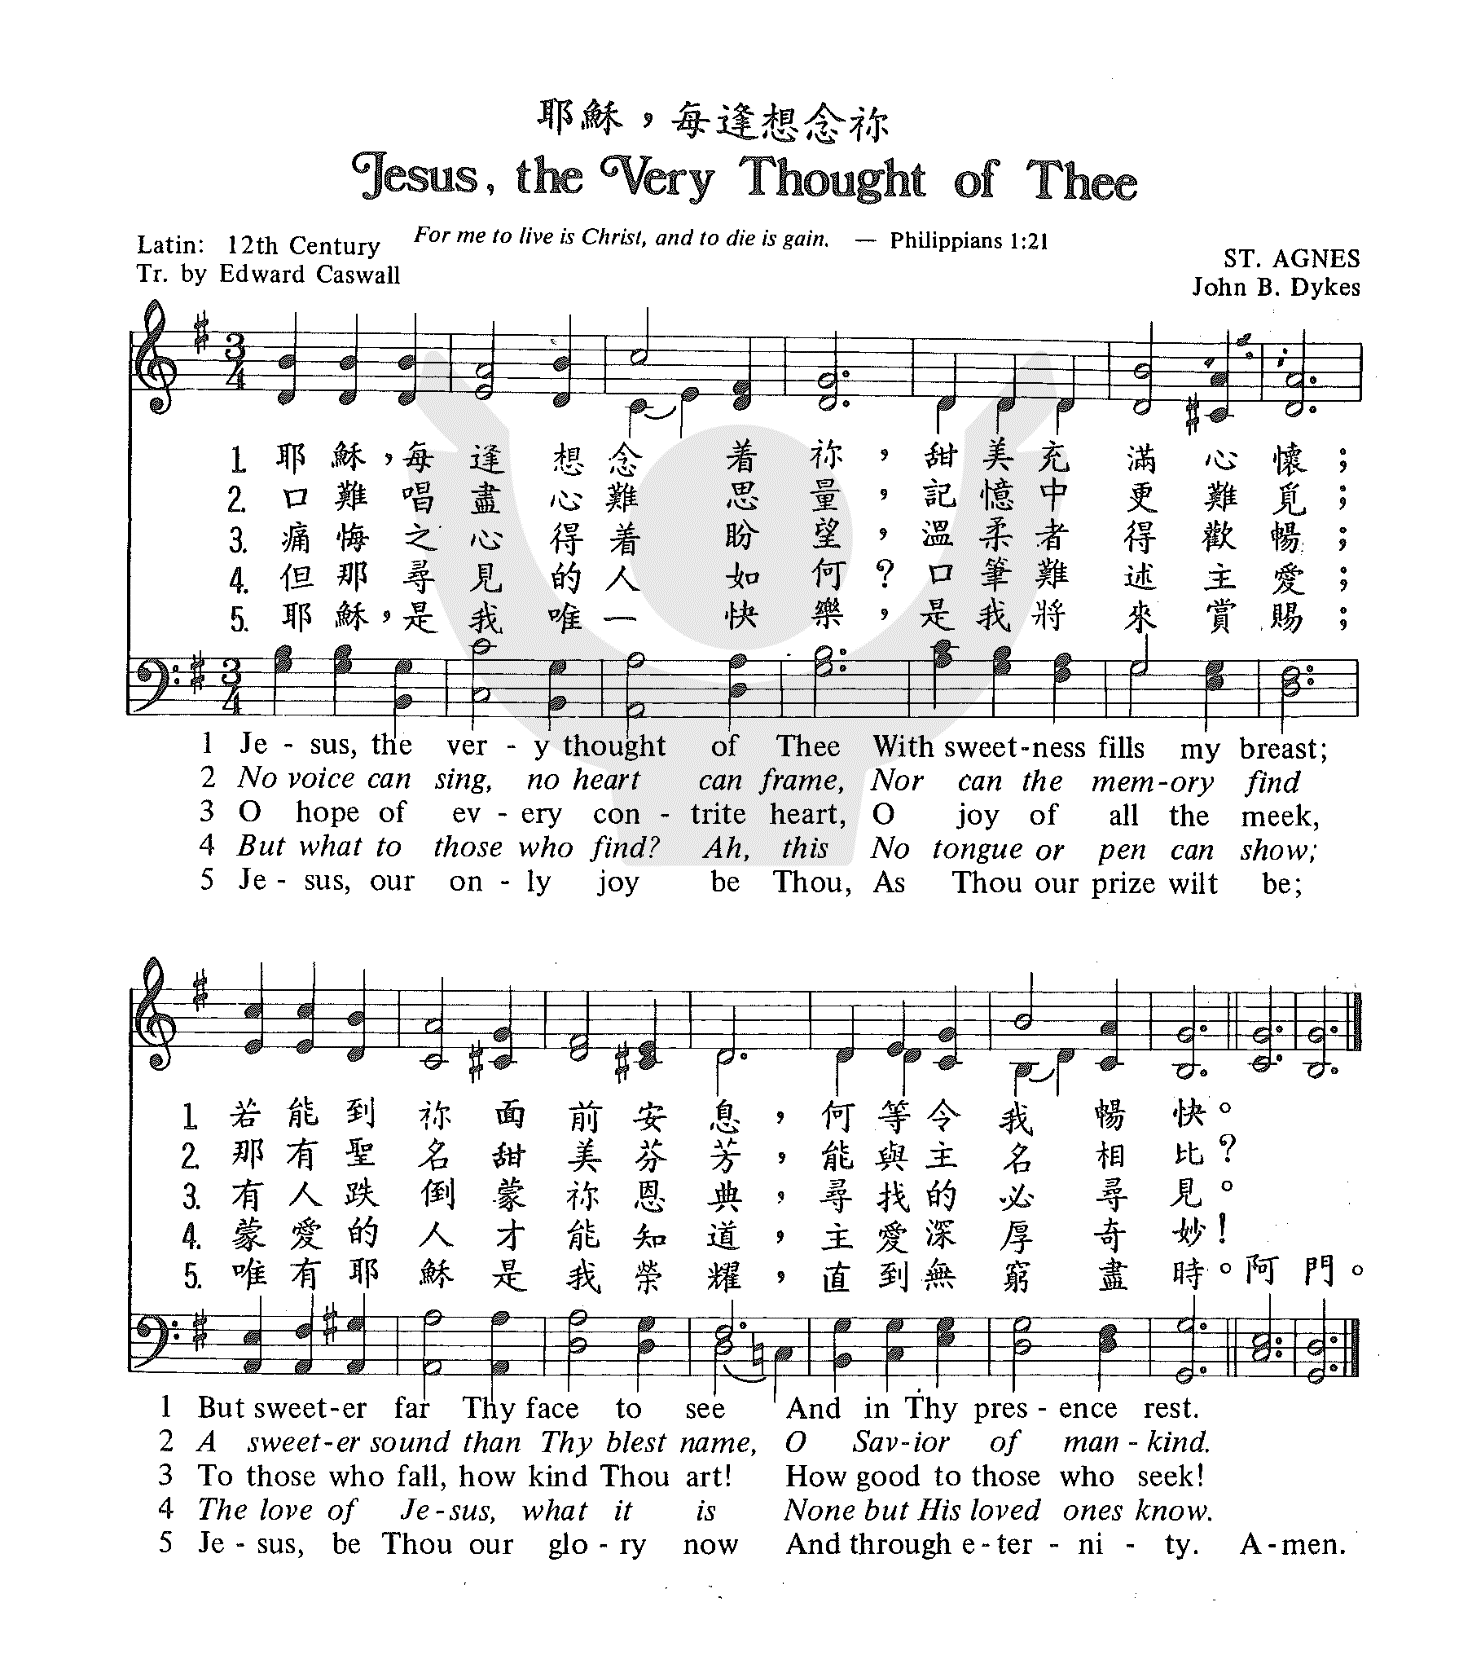 耶穌，每逢想念祢
Jesus, the Very Thought of Thee
For me to live is Christ, and to die is gain. — Philippians 1:21
Latin: 12th Century
Tr. by Edward Caswall
ST. AGNES
John B. Dykes
1. 耶穌，每逢想念着祢，甜美充滿心懷；
2. 口難唱盡心難思量，記憶中更難覓；
3. 痛悔之心得着盼望，溫柔者得歡暢；
4. 但那尋見的人如何？口筆難述主愛；
5. 耶穌，是我唯一快樂，是我將來賞賜；
1 Je - sus, the ver - y thought of Thee With sweet-ness fills my breast;
2 No voice can sing, no heart can frame, Nor can the mem-ory find
3 O hope of ev - ery con - trite heart, O joy of all the meek,
4 But what to those who find? Ah, this No tongue or pen can show;
5 Je - sus, our on - ly joy be Thou, As Thou our prize wilt be;
1. 若能到祢面前安息，何等令我暢快。
2. 那有聖名甜美芬芳，能與主名相比？
3. 有人跌倒蒙祢恩典，尋找的必尋見。
4. 蒙愛的人才能知道，主愛深厚奇妙！
5. 唯有耶穌是我榮耀，直到無窮盡時。阿門。
1 But sweet-er far Thy face to see And in Thy pres - ence rest.
2 A sweet-er sound than Thy blest name, O Sav-ior of man - kind.
3 To those who fall, how kind Thou art! How good to those who seek!
4 The love of Je-sus, what it is None but His loved ones know.
5 Je - sus, be Thou our glo - ry now And through e - ter - ni - ty. A-men.